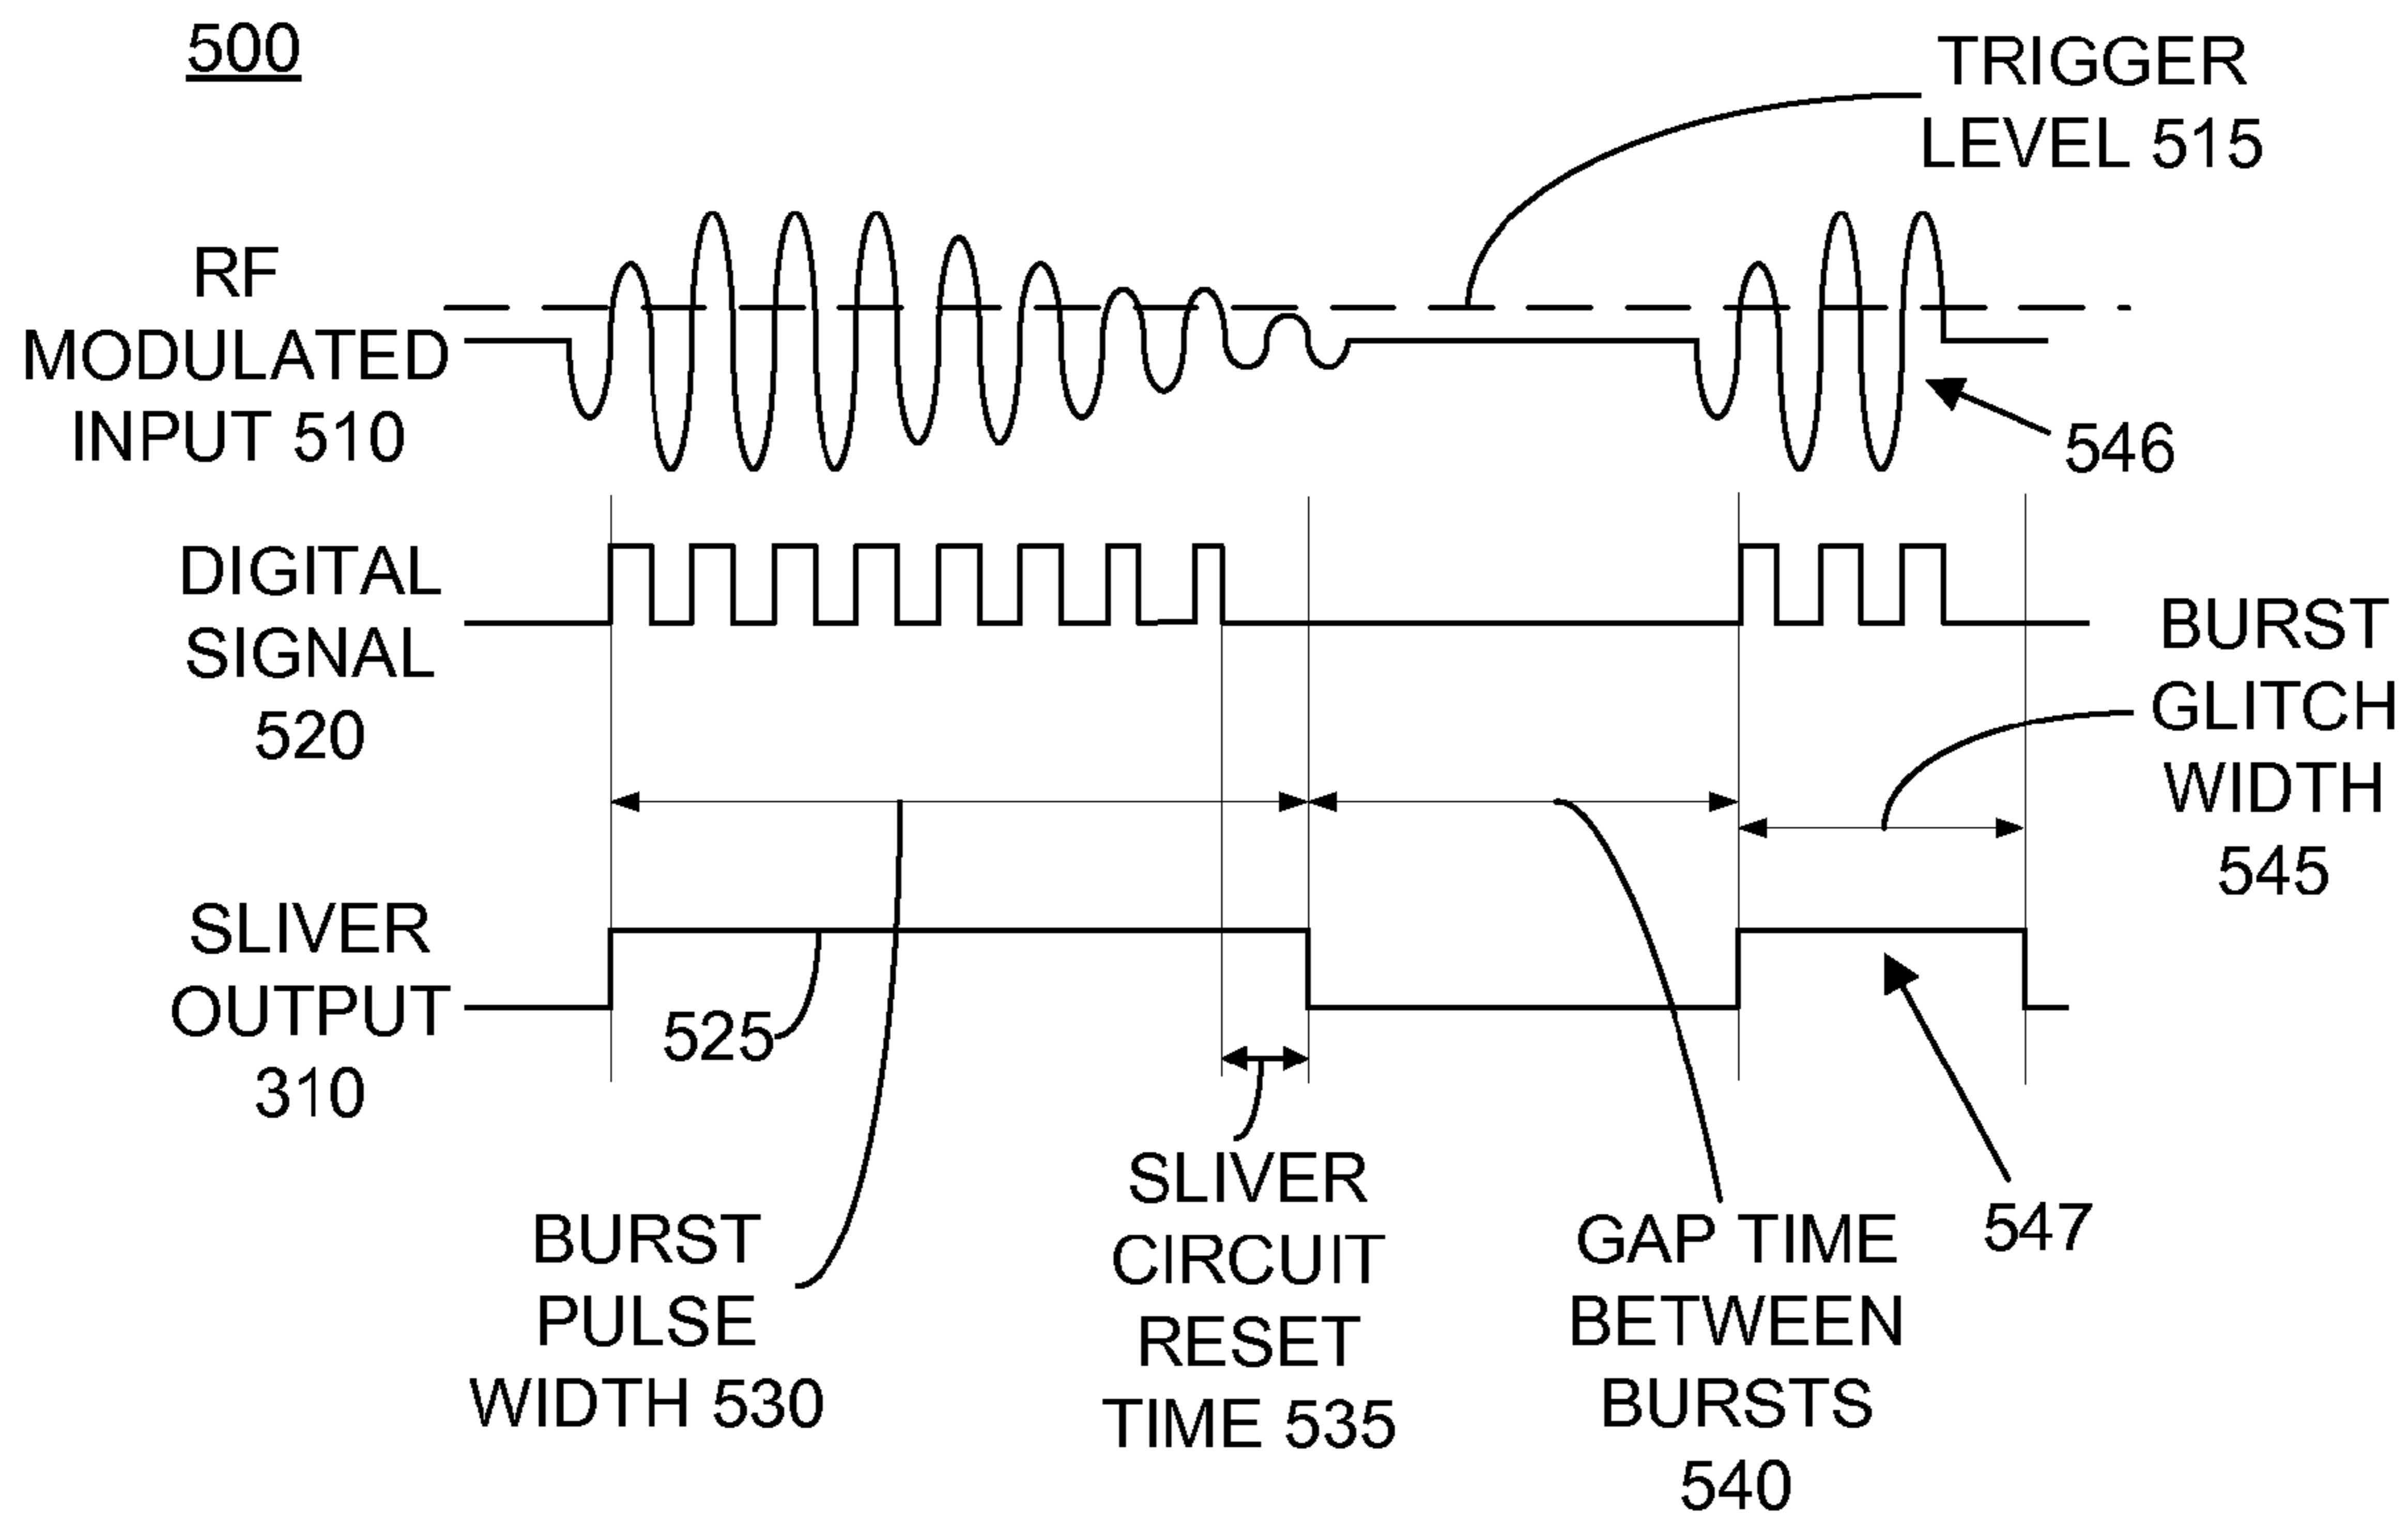 500
TRIGGER
LEVEL 515
RF
MODULATED
INPUT 510
546
DIGITAL
SIGNAL
520
BURST
GLITCH
WIDTH
545
SLIVER
OUTPUT
310
525
BURST
PULSE
WIDTH 530
SLIVER
CIRCUIT
RESET
TIME 535
GAP TIME
BETWEEN
BURSTS
540
547